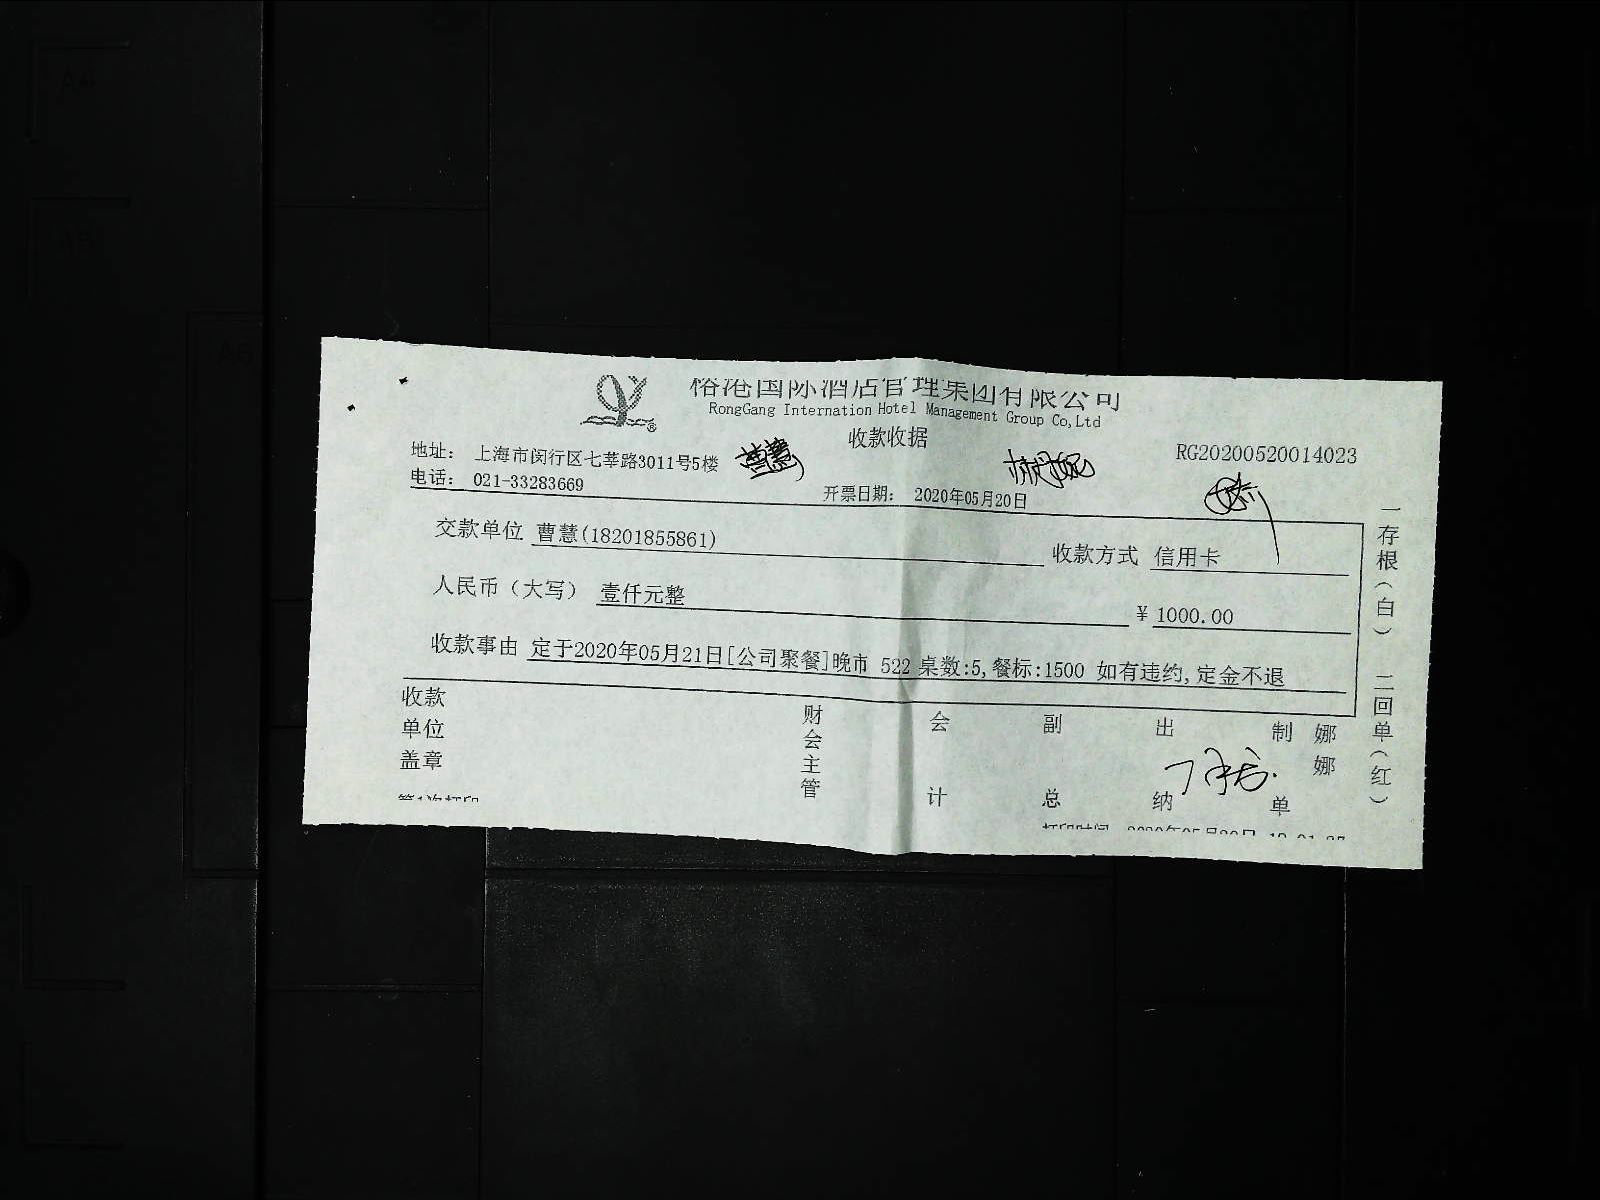 榕港国际酒店管理集团有限公司
RongGang Internation Hotel Management Group Co,Ltd
收款收据
RG20200520014023
地址： 上海市闵行区七莘路3011号5楼
曹慧
电话： 021-33283669
开票日期： 2020年05月20日
交款单位 曹慧(18201855861)
收款方式 信用卡
人民币（大写） 壹仟元整
¥ 1000.00
收款事由 定于2020年05月21日[公司聚餐]晚市 522 桌数:5,餐标:1500 如有违约,定金不退
收款单位盖章
财会主管
会计
副总
出纳
制单
娜娜
一存根（白） 二回单（红）
第1次打印